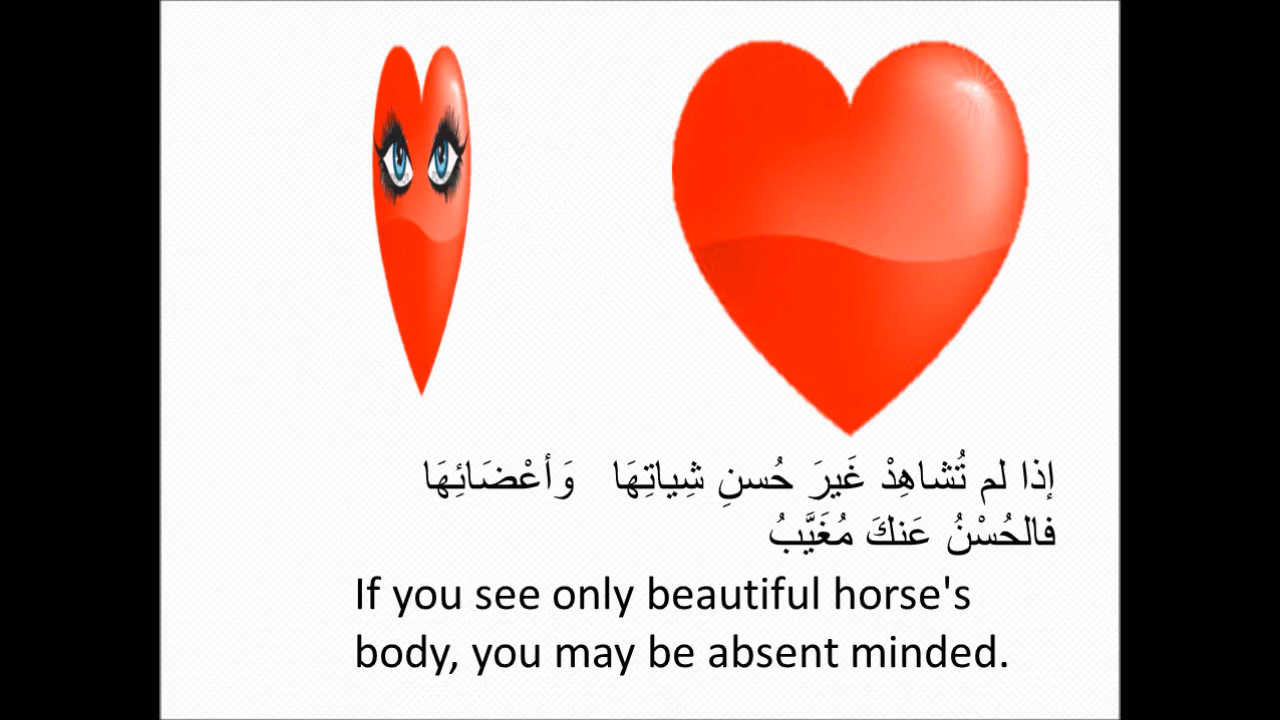 إذا لم تُشاهِدْ غَيرَ حُسنِ شِياتِهَا وَأعْضَائِهَا
فالحُسْنُ عَنكَ مُغَيَّبُ
If you see only beautiful horse's
body, you may be absent minded.